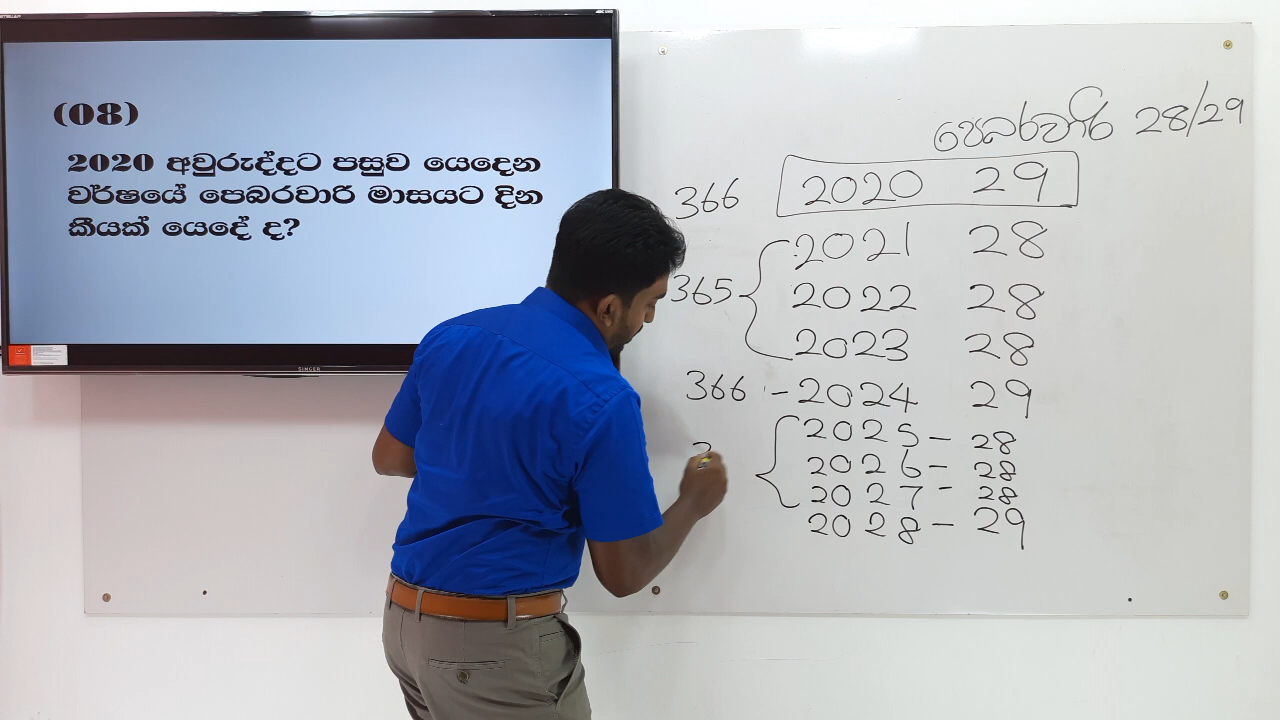 (08)
2020 අවුරුද්දට පසුව යෙදෙන
වර්ෂයේ පෙබරවාරි මාසයට දින
කීයක් යෙදේ ද?
SINGER
පෙබරවාරි 28/29
366 2020 29
2021 28
365 2022 28
2023 28
366 - 2024 29
2025 - 28
2026 - 28
2027 - 28
2028 - 29